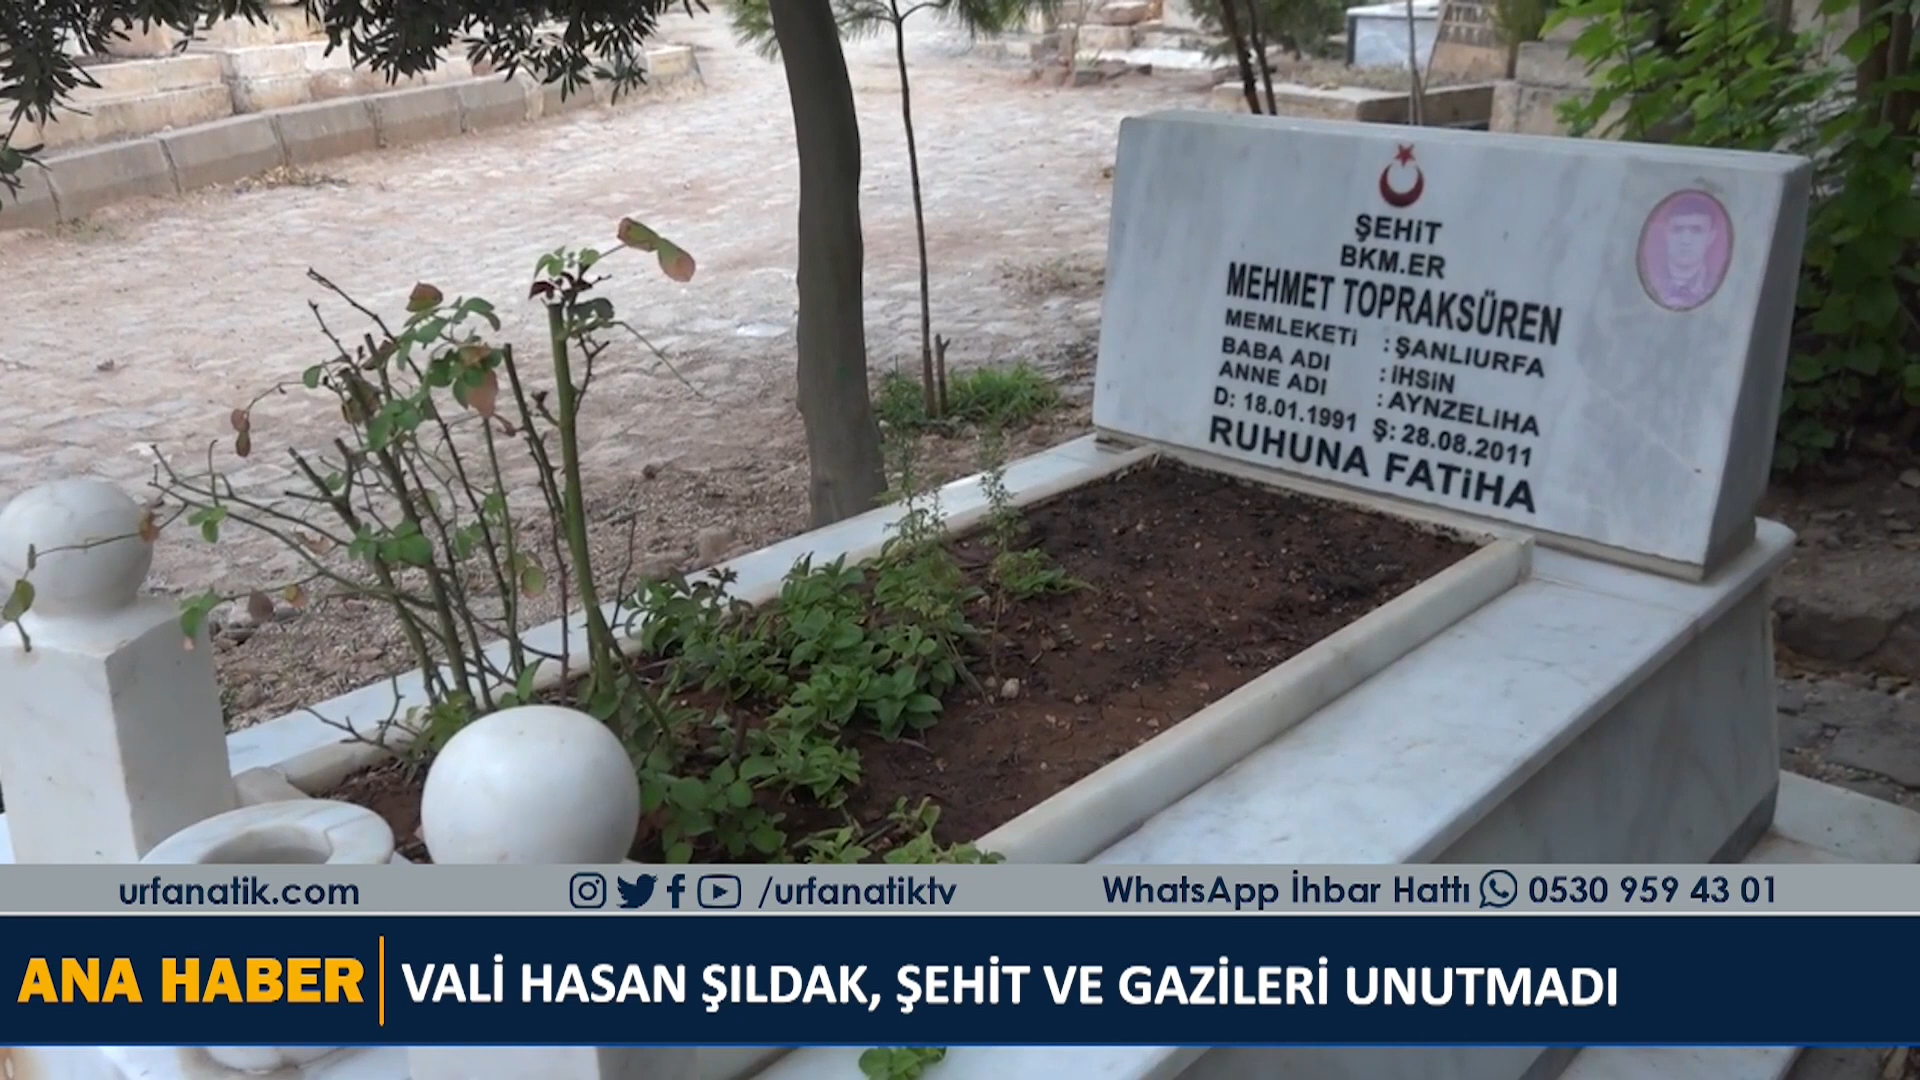 ŞEHİT
BKM.ER
MEHMET TOPRAKSÜREN
MEMLEKETİ : ŞANLIURFA
BABA ADI : İHSİN
ANNE ADI : AYNZELİHA
D: 18.01.1991 Ş: 28.08.2011
RUHUNA FATİHA
urfanatik.com /urfanatiktv WhatsApp İhbar Hattı 0530 959 43 01
ANA HABER VALİ HASAN ŞILDAK, ŞEHİT VE GAZİLERİ UNUTMADI